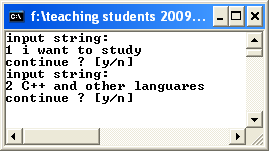 f:\teaching students 2009...
input string:
1 i want to study
continue ? [y/n]
input string:
2 C++ and other languares
continue ? [y/n]